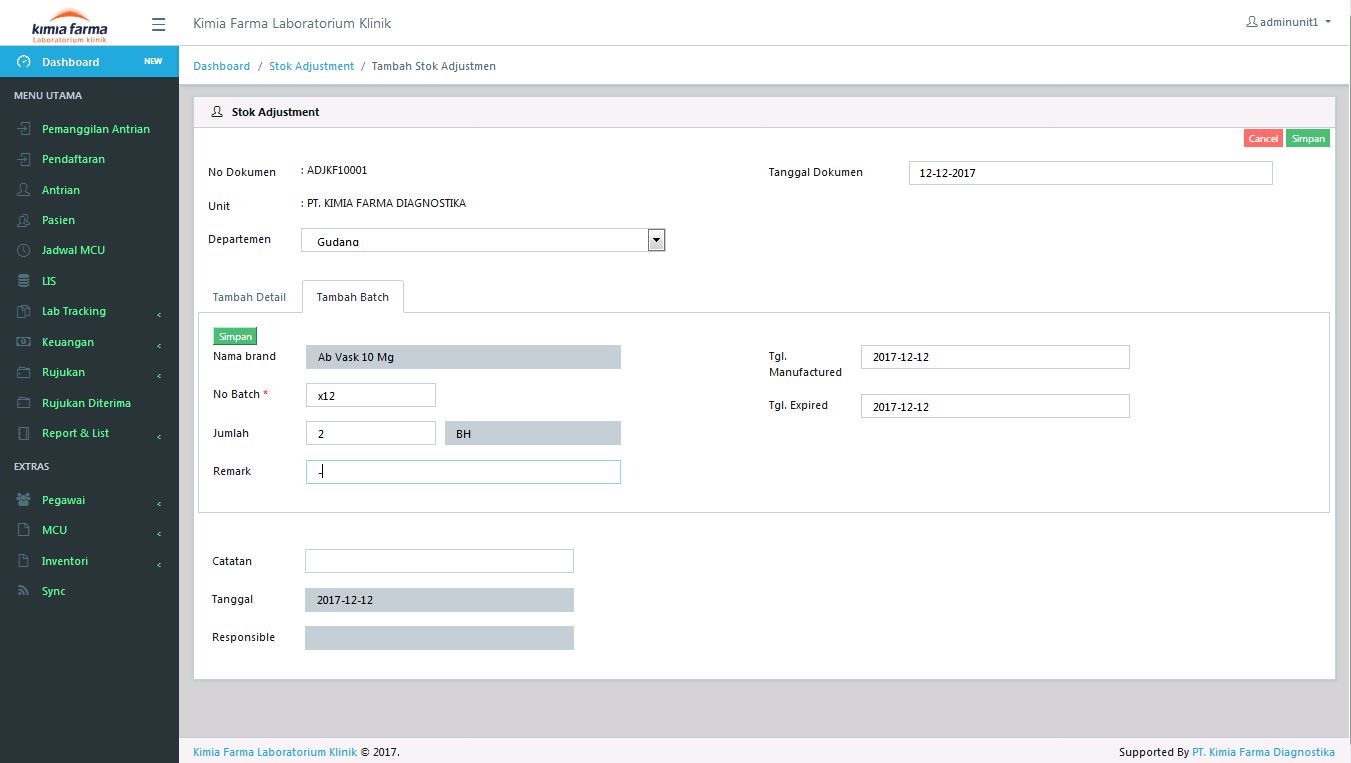 kimia farma
Laboratorium klinik
Kimia Farma Laboratorium Klinik
adminunit1
Dashboard NEW
Dashboard / Stok Adjustment / Tambah Stok Adjustmen
MENU UTAMA
Pemanggilan Antrian
Pendaftaran
Antrian
Pasien
Jadwal MCU
LIS
Lab Tracking
Keuangan
Rujukan
Rujukan Diterima
Report & List
EXTRAS
Pegawai
MCU
Inventori
Sync
Stok Adjustment
Cancel Simpan
No Dokumen : ADJKF10001
Tanggal Dokumen 12-12-2017
Unit : PT. KIMIA FARMA DIAGNOSTIKA
Departemen Gudang
Tambah Detail Tambah Batch
Simpan
Nama brand Ab Vask 10 Mg
Tgl. Manufactured 2017-12-12
No Batch * x12
Tgl. Expired 2017-12-12
Jumlah 2 BH
Remark -
Catatan
Tanggal 2017-12-12
Responsible
Kimia Farma Laboratorium Klinik © 2017.
Supported By PT. Kimia Farma Diagnostika